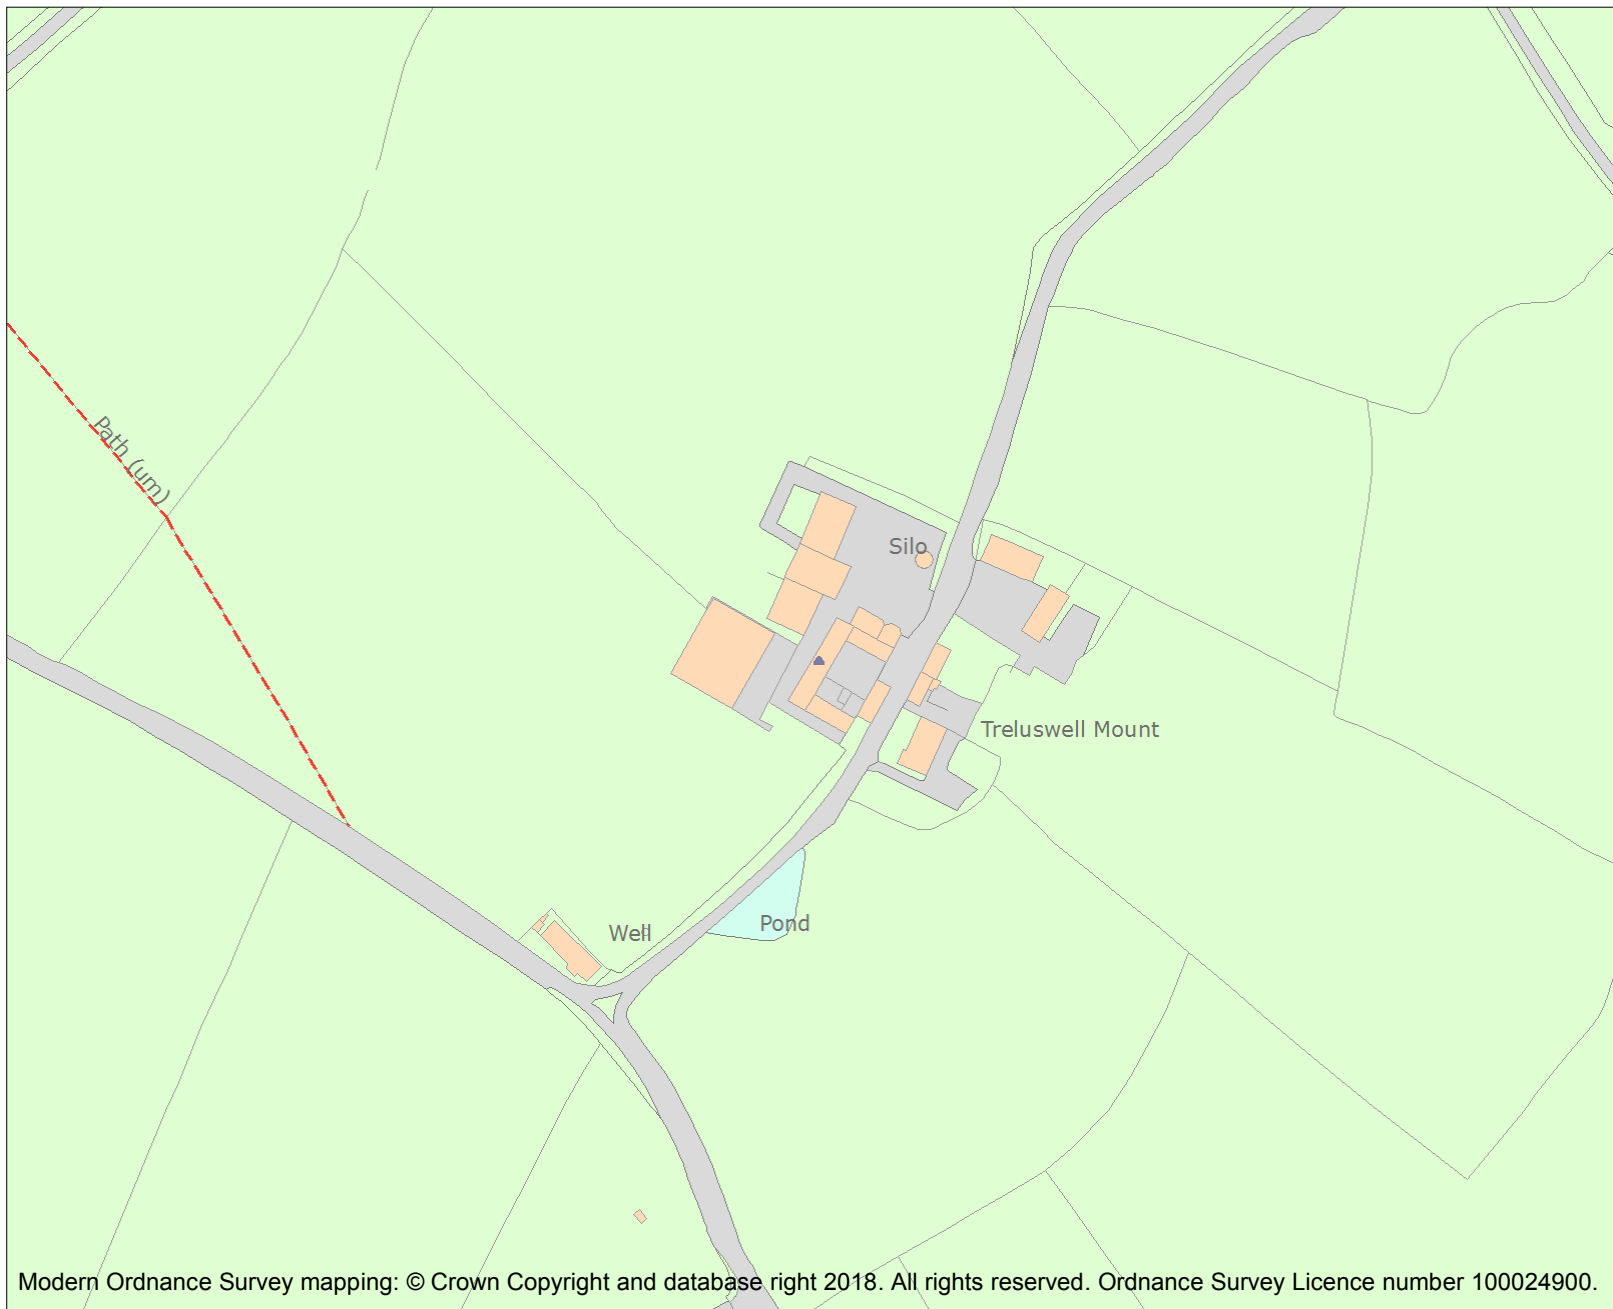 Path (um)
Silo
Treluswell Mount
Well
Pond
Modern Ordnance Survey mapping: © Crown Copyright and database right 2018. All rights reserved. Ordnance Survey Licence number 100024900.